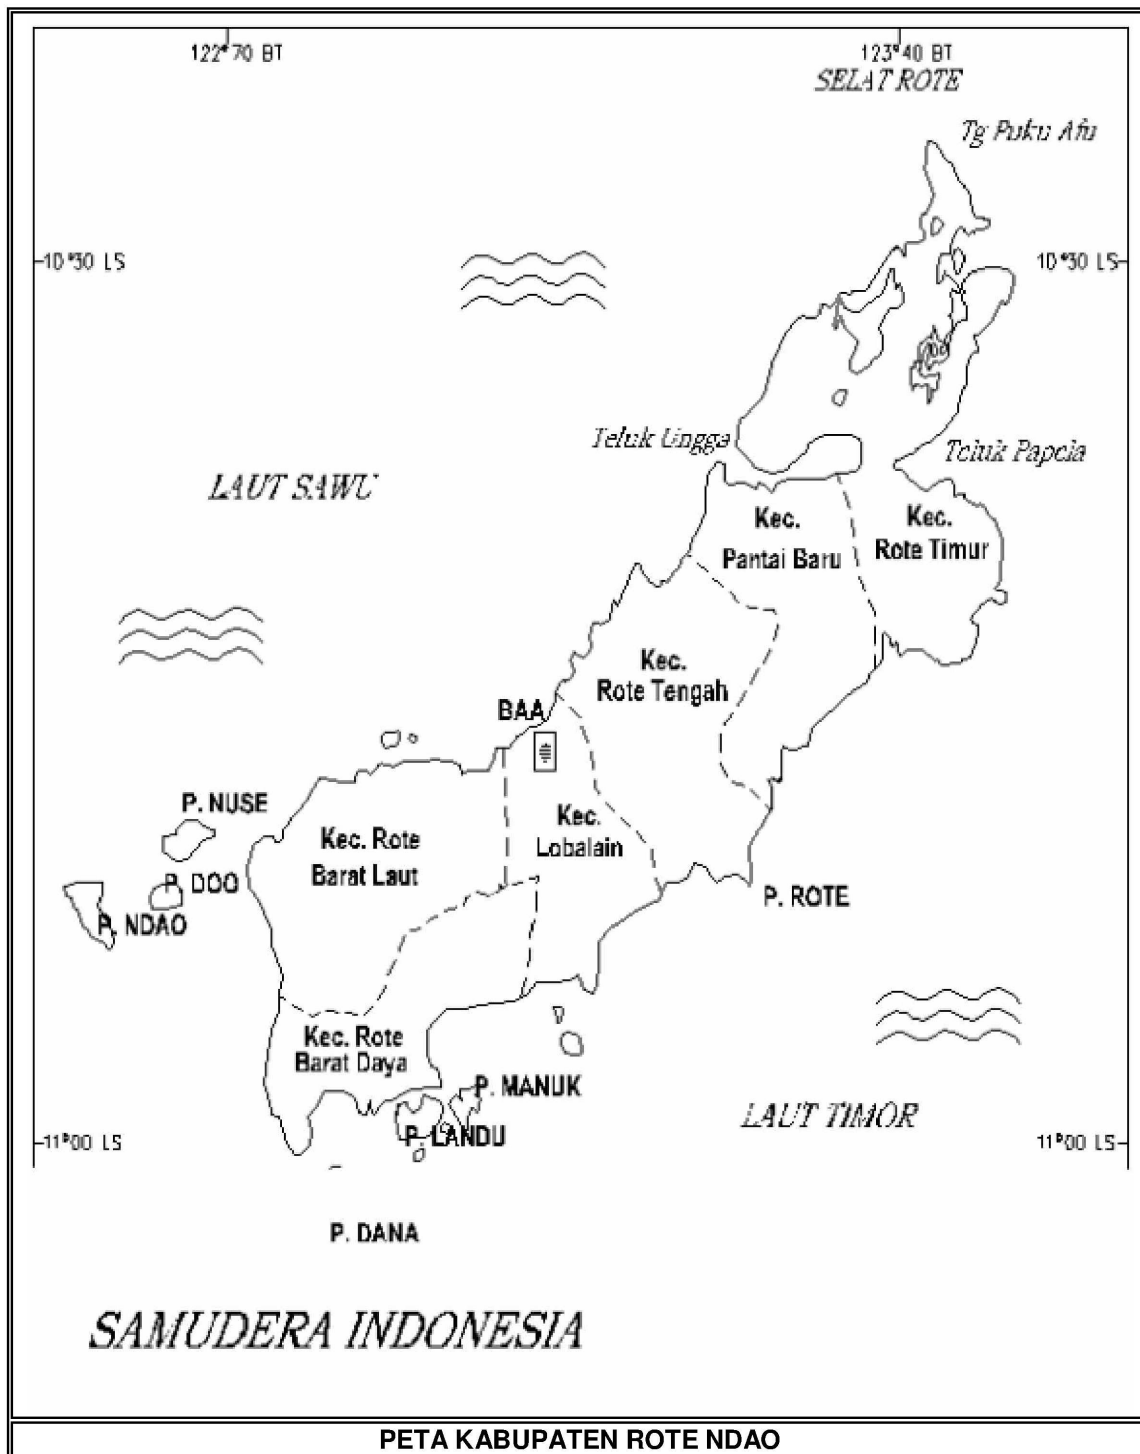 122°70 BT
123°40 BT
SELAT ROTE
Tg Puku Afu
10°30 LS
10°30 LS
Teluk Ungga
Teluk Papela
LAUT SAWU
Kec.
Pantai Baru
Kec.
Rote Timur
Kec.
Rote Tengah
BAA
P. NUSE
Kec. Rote
Barat Laut
Kec.
Lobalain
P. DOO
P. NDAO
P. ROTE
Kec. Rote
Barat Daya
P. MANUK
P. LANDU
LAUT TIMOR
11°00 LS
11°00 LS
P. DANA
SAMUDERA INDONESIA
PETA KABUPATEN ROTE NDAO